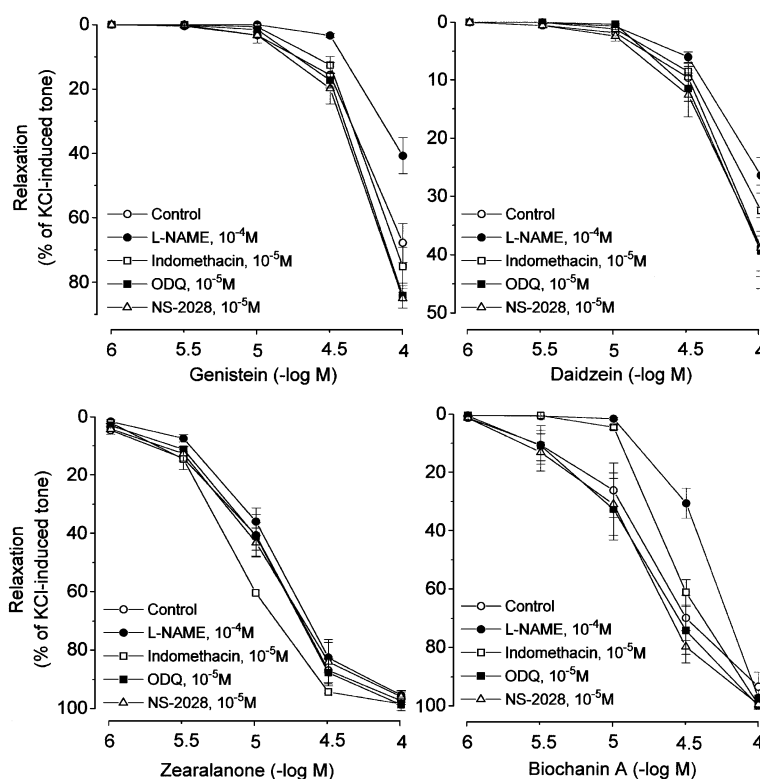 0
20
40
60
80
Relaxation
(% of KCl-induced tone)
Control
L-NAME, 10⁻⁴M
Indomethacin, 10⁻⁵M
ODQ, 10⁻⁵M
NS-2028, 10⁻⁵M
6 5.5 5 4.5 4
Genistein (-log M)
0
10
20
30
40
50
Control
L-NAME, 10⁻⁴M
Indomethacin, 10⁻⁵M
ODQ, 10⁻⁵M
NS-2028, 10⁻⁵M
6 5.5 5 4.5 4
Daidzein (-log M)
0
20
40
60
80
100
Relaxation
(% of KCl-induced tone)
Control
L-NAME, 10⁻⁴M
Indomethacin, 10⁻⁵M
ODQ, 10⁻⁵M
NS-2028, 10⁻⁵M
6 5.5 5 4.5 4
Zearalanone (-log M)
0
20
40
60
80
100
Control
L-NAME, 10⁻⁴M
Indomethacin, 10⁻⁵M
ODQ, 10⁻⁵M
NS-2028, 10⁻⁵M
6 5.5 5 4.5 4
Biochanin A (-log M)